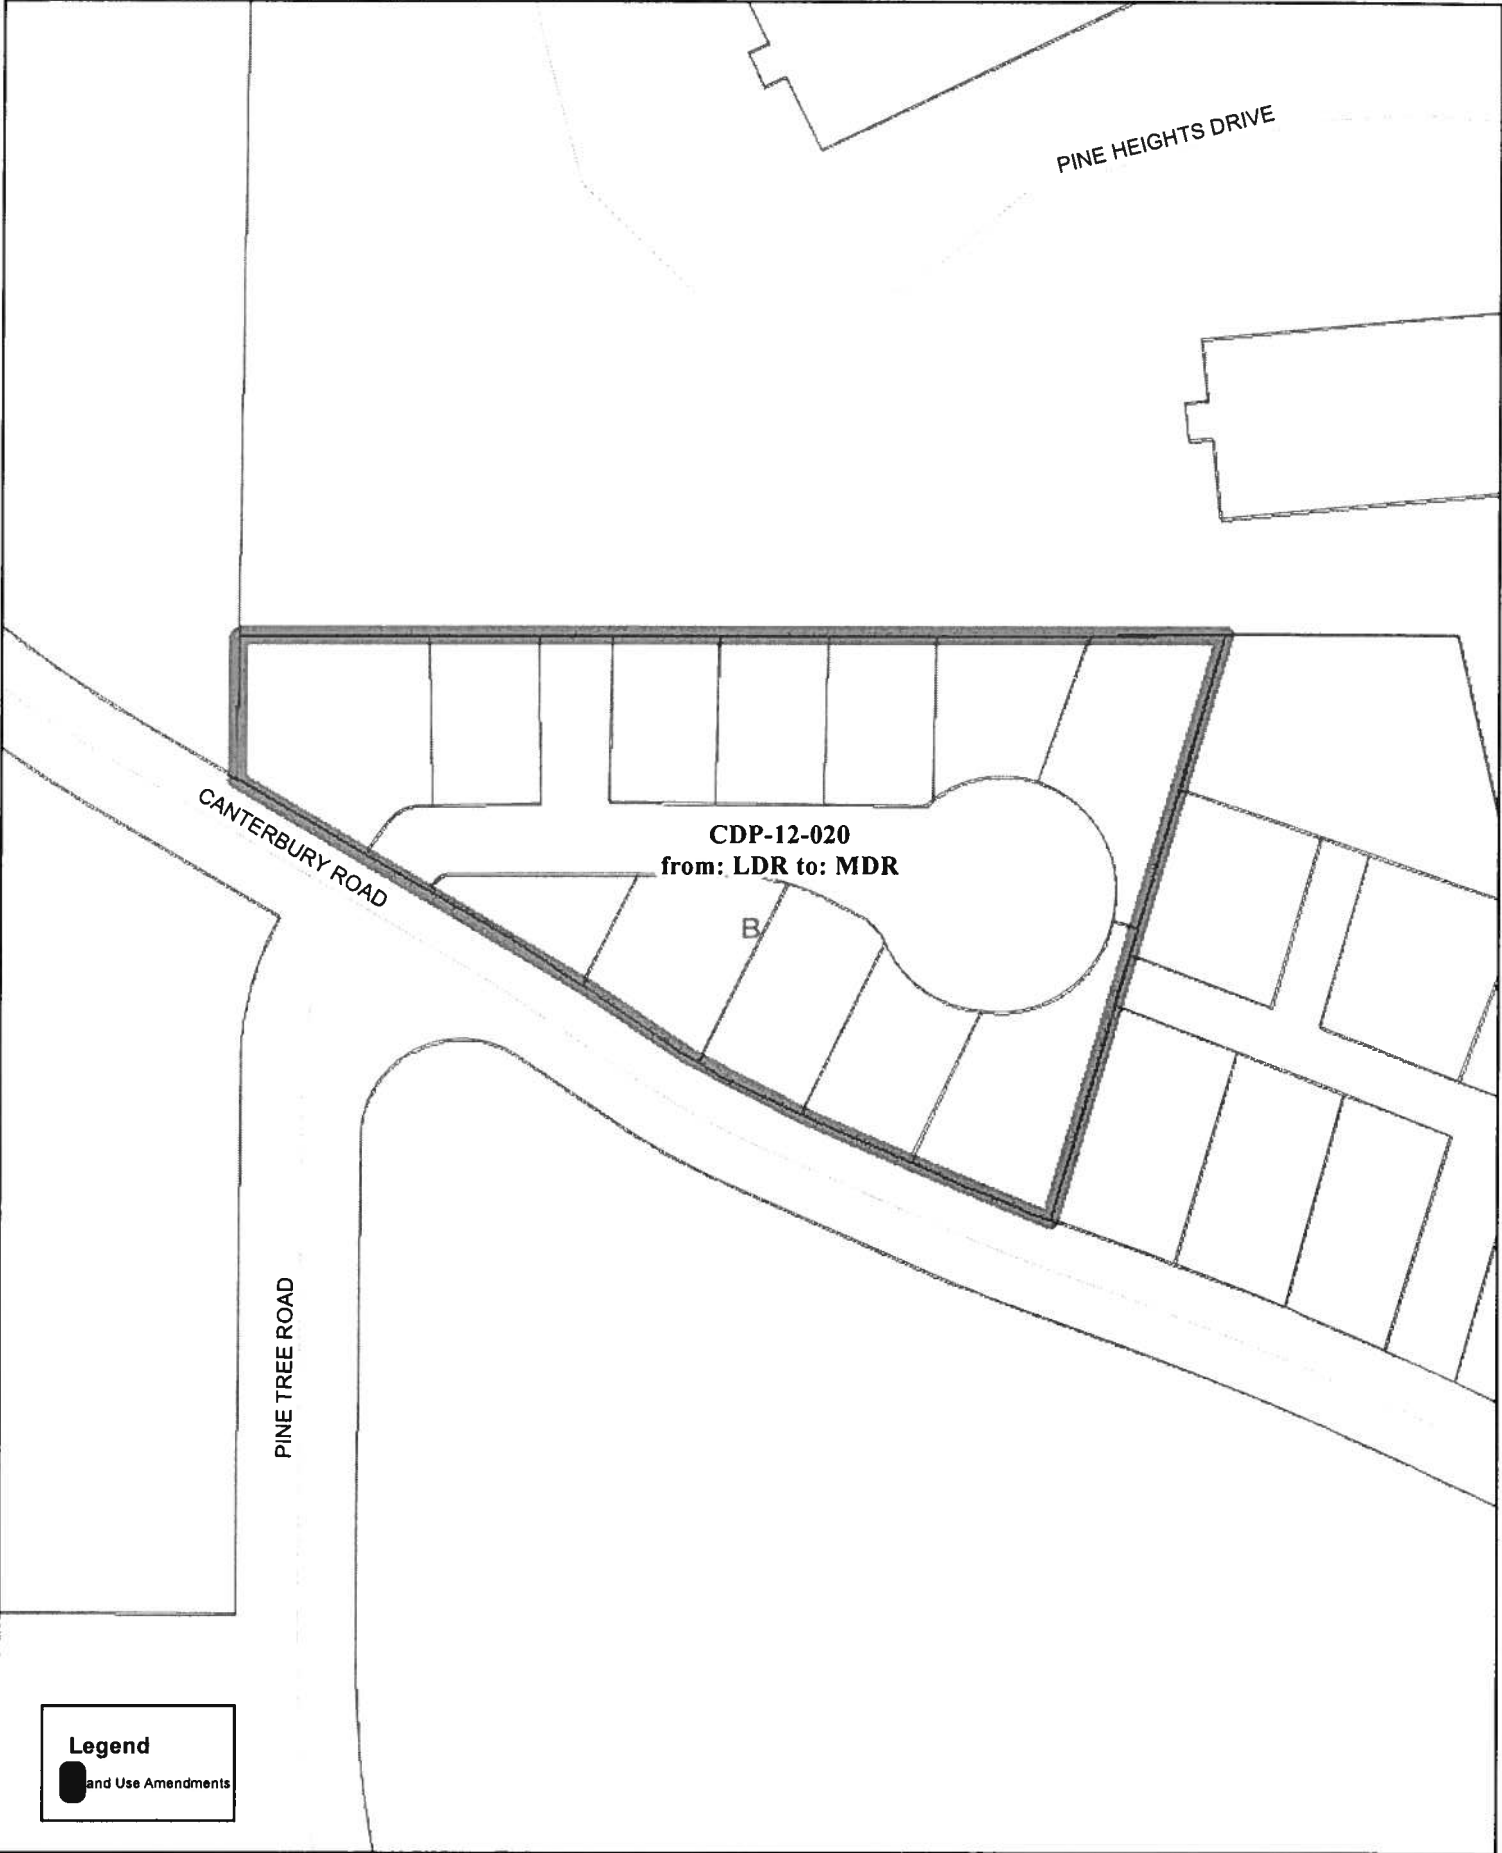 PINE HEIGHTS DRIVE
CANTERBURY ROAD
CDP-12-020
from: LDR to: MDR
B
PINE TREE ROAD
Legend
and Use Amendments